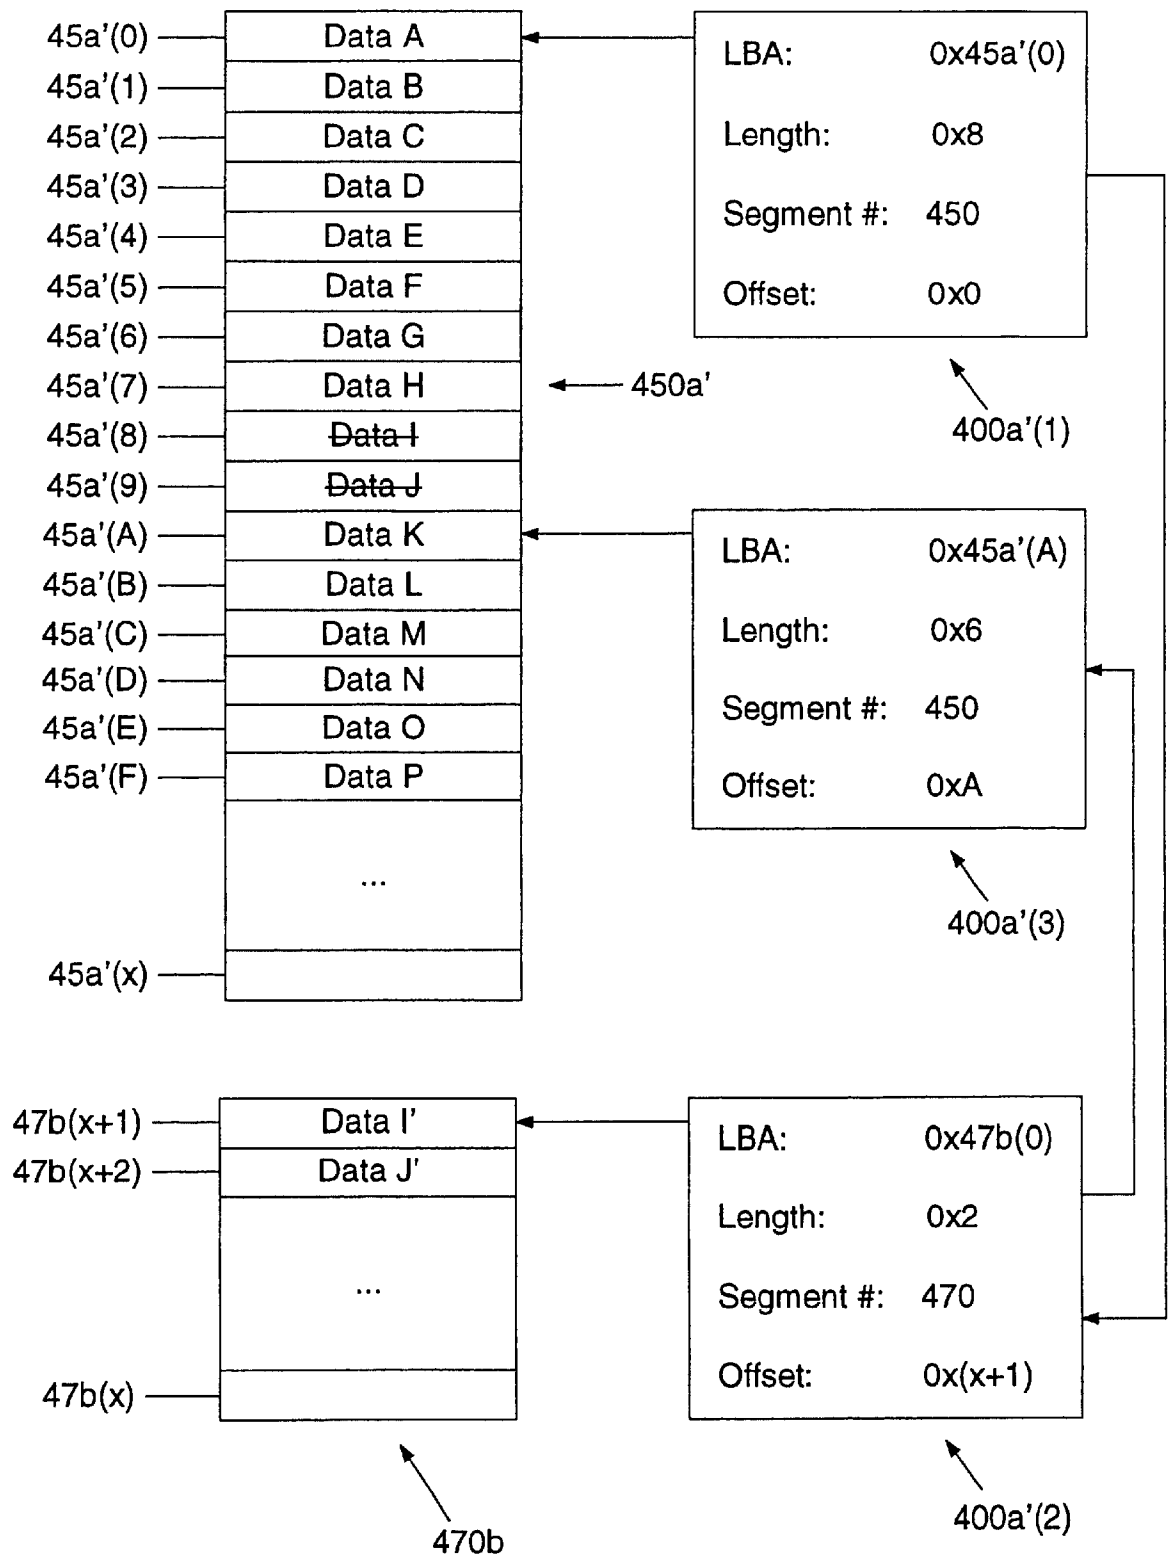 45a'(0) Data A
45a'(1) Data B
45a'(2) Data C
45a'(3) Data D
45a'(4) Data E
45a'(5) Data F
45a'(6) Data G
45a'(7) Data H
45a'(8) Data I
45a'(9) Data J
45a'(A) Data K
45a'(B) Data L
45a'(C) Data M
45a'(D) Data N
45a'(E) Data O
45a'(F) Data P
...
45a'(x)
450a'
LBA: 0x45a'(0)
Length: 0x8
Segment #: 450
Offset: 0x0
400a'(1)
LBA: 0x45a'(A)
Length: 0x6
Segment #: 450
Offset: 0xA
400a'(3)
47b(x+1) Data I'
47b(x+2) Data J'
...
47b(x)
470b
LBA: 0x47b(0)
Length: 0x2
Segment #: 470
Offset: 0x(x+1)
400a'(2)